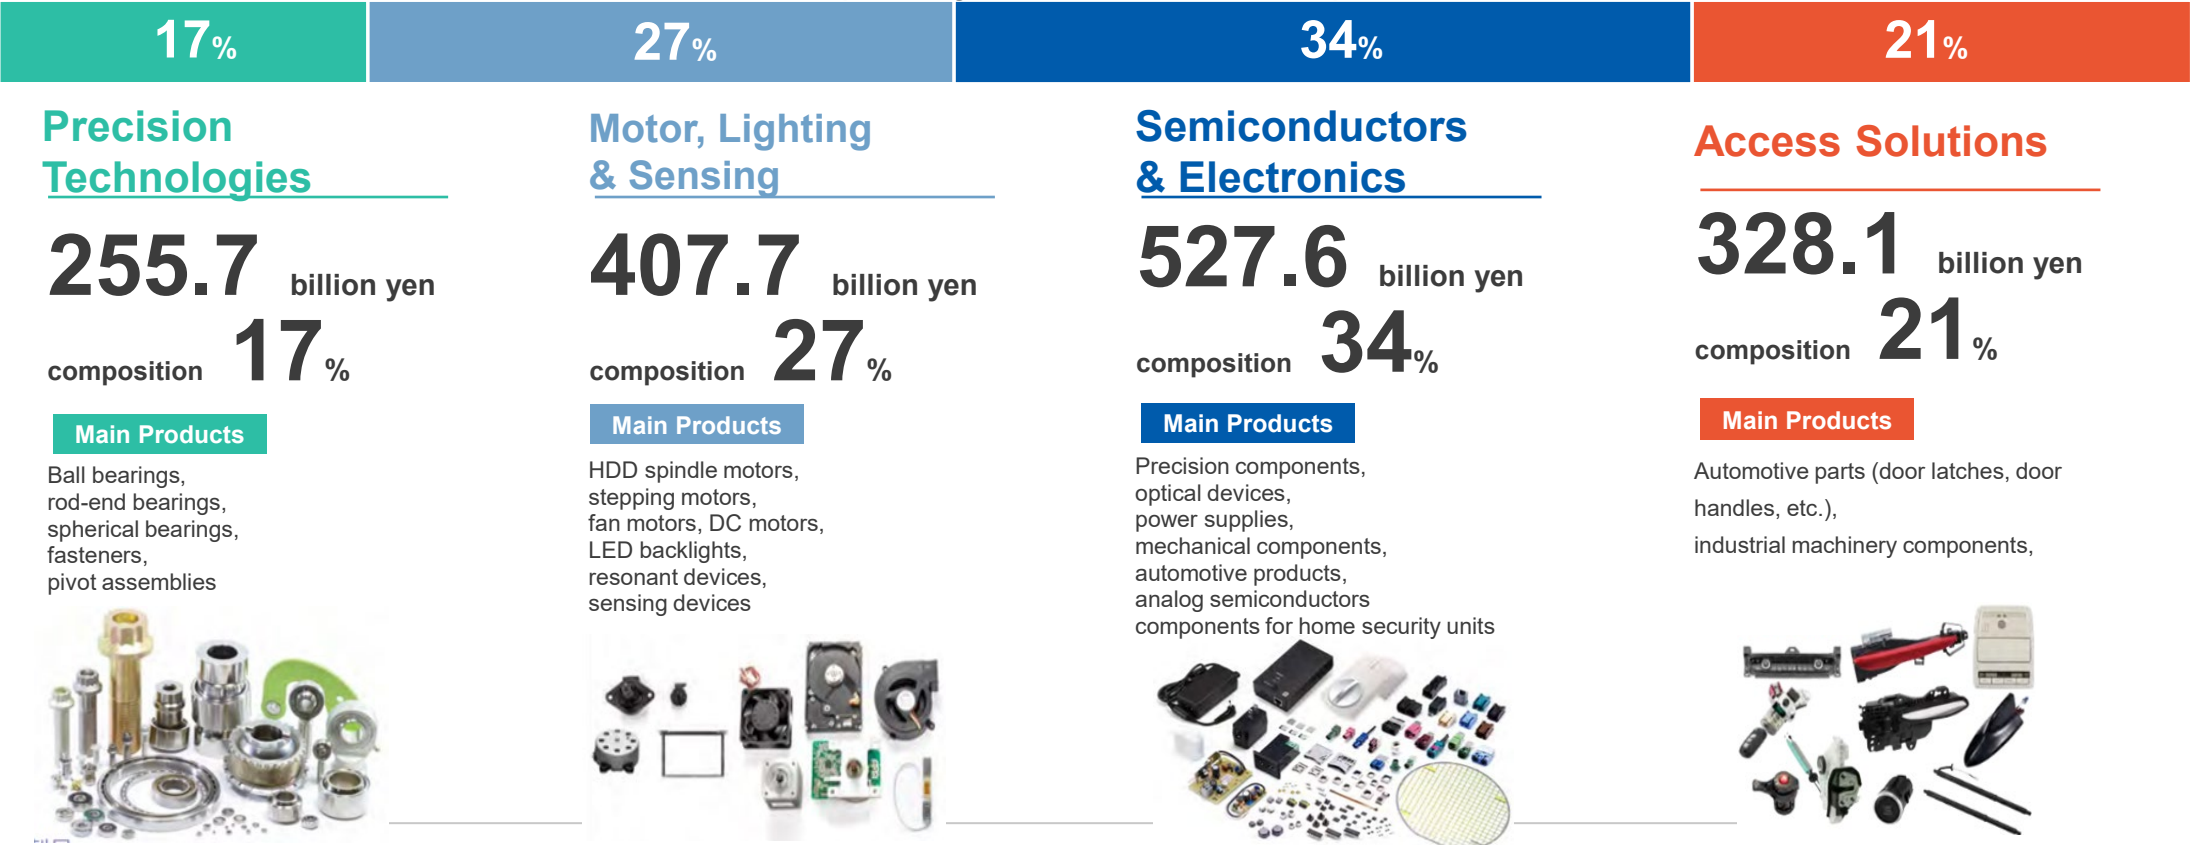 17%
27%
34%
21%
Precision
Technologies
255.7 billion yen
composition 17%
Main Products
Ball bearings,
rod-end bearings,
spherical bearings,
fasteners,
pivot assemblies
Motor, Lighting
& Sensing
407.7 billion yen
composition 27%
Main Products
HDD spindle motors,
stepping motors,
fan motors, DC motors,
LED backlights,
resonant devices,
sensing devices
Semiconductors
& Electronics
527.6 billion yen
composition 34%
Main Products
Precision components,
optical devices,
power supplies,
mechanical components,
automotive products,
analog semiconductors
components for home security units
Access Solutions
328.1 billion yen
composition 21%
Main Products
Automotive parts (door latches, door
handles, etc.),
industrial machinery components,